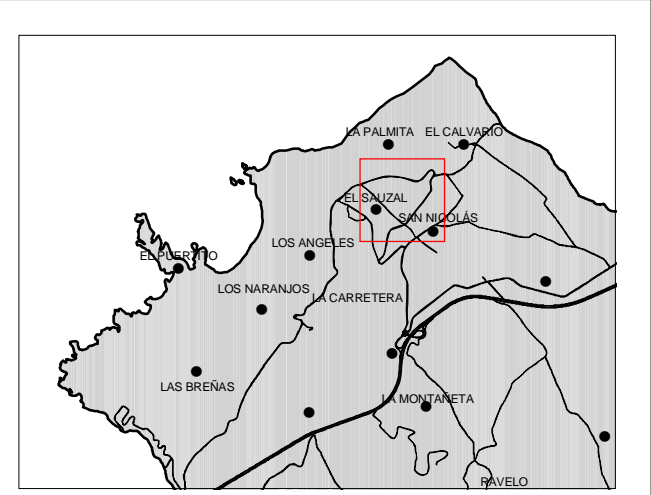 LA PALMITA
EL CALVARIO
EL SAUZAL
SAN NICOLÁS
LOS ANGELES
EL PUERTITO
LOS NARANJOS
LA CARRETERA
LAS BREÑAS
LA MONTAÑETA
RAVELO